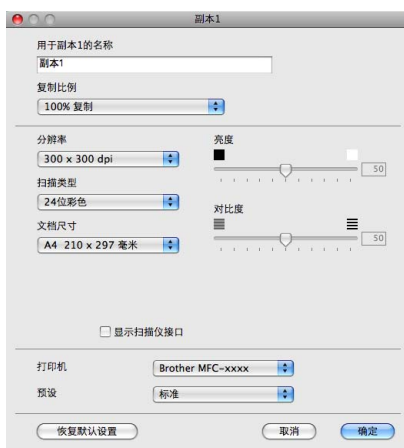 副本1
用于副本1的名称
副本1
复制比例
100% 复制
分辨率
300 x 300 dpi
扫描类型
24位彩色
文档尺寸
A4 210 x 297 毫米
亮度
50
对比度
50
显示扫描仪接口
打印机
Brother MFC-xxxx
预设
标准
恢复默认设置
取消
确定